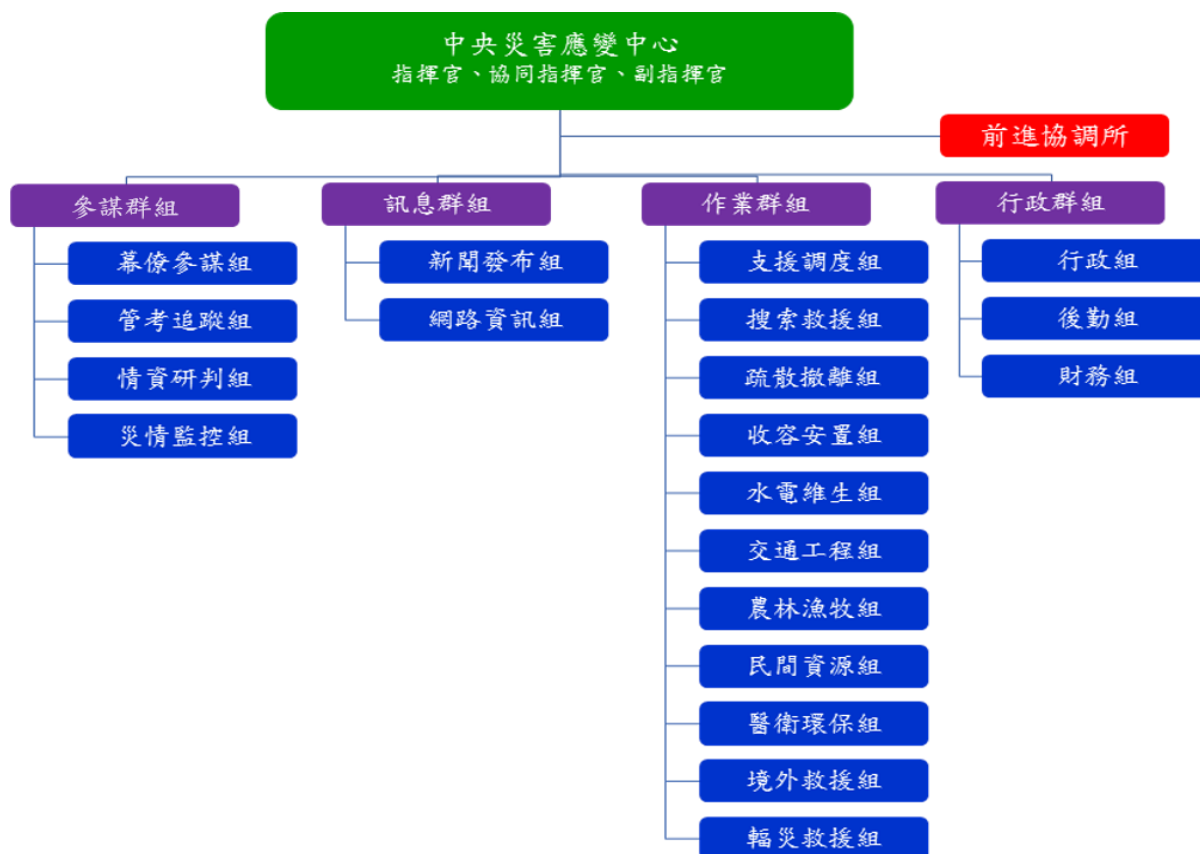 中央災害應變中心
指揮官、協同指揮官、副指揮官
前進協調所
參謀群組
幕僚參謀組
管考追蹤組
情資研判組
災情監控組
訊息群組
新聞發布組
網路資訊組
作業群組
支援調度組
搜索救援組
疏散撤離組
收容安置組
水電維生組
交通工程組
農林漁牧組
民間資源組
醫衛環保組
境外救援組
輻災救援組
行政群組
行政組
後勤組
財務組